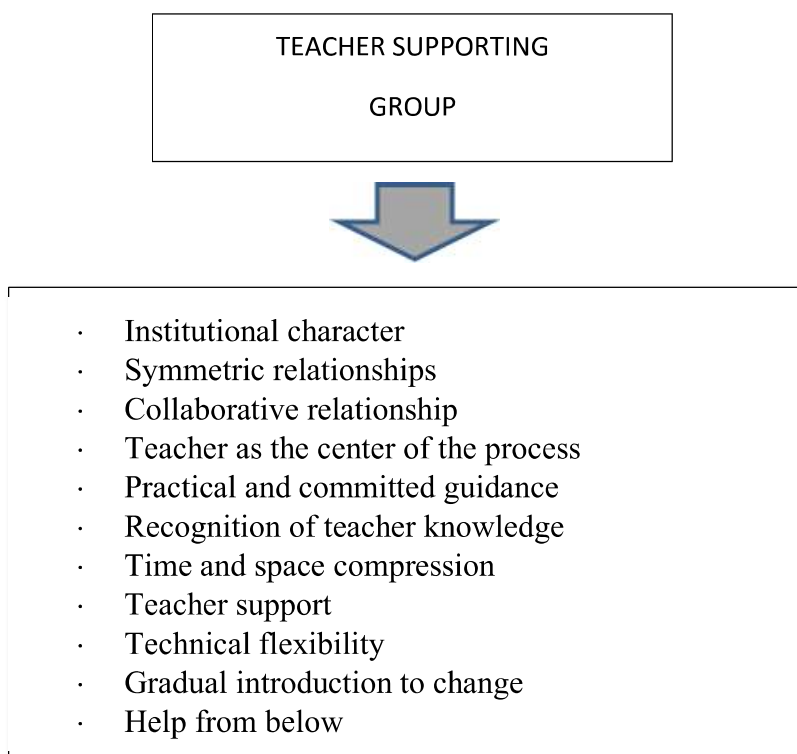 TEACHER SUPPORTING
GROUP
· Institutional character
· Symmetric relationships
· Collaborative relationship
· Teacher as the center of the process
· Practical and committed guidance
· Recognition of teacher knowledge
· Time and space compression
· Teacher support
· Technical flexibility
· Gradual introduction to change
· Help from below